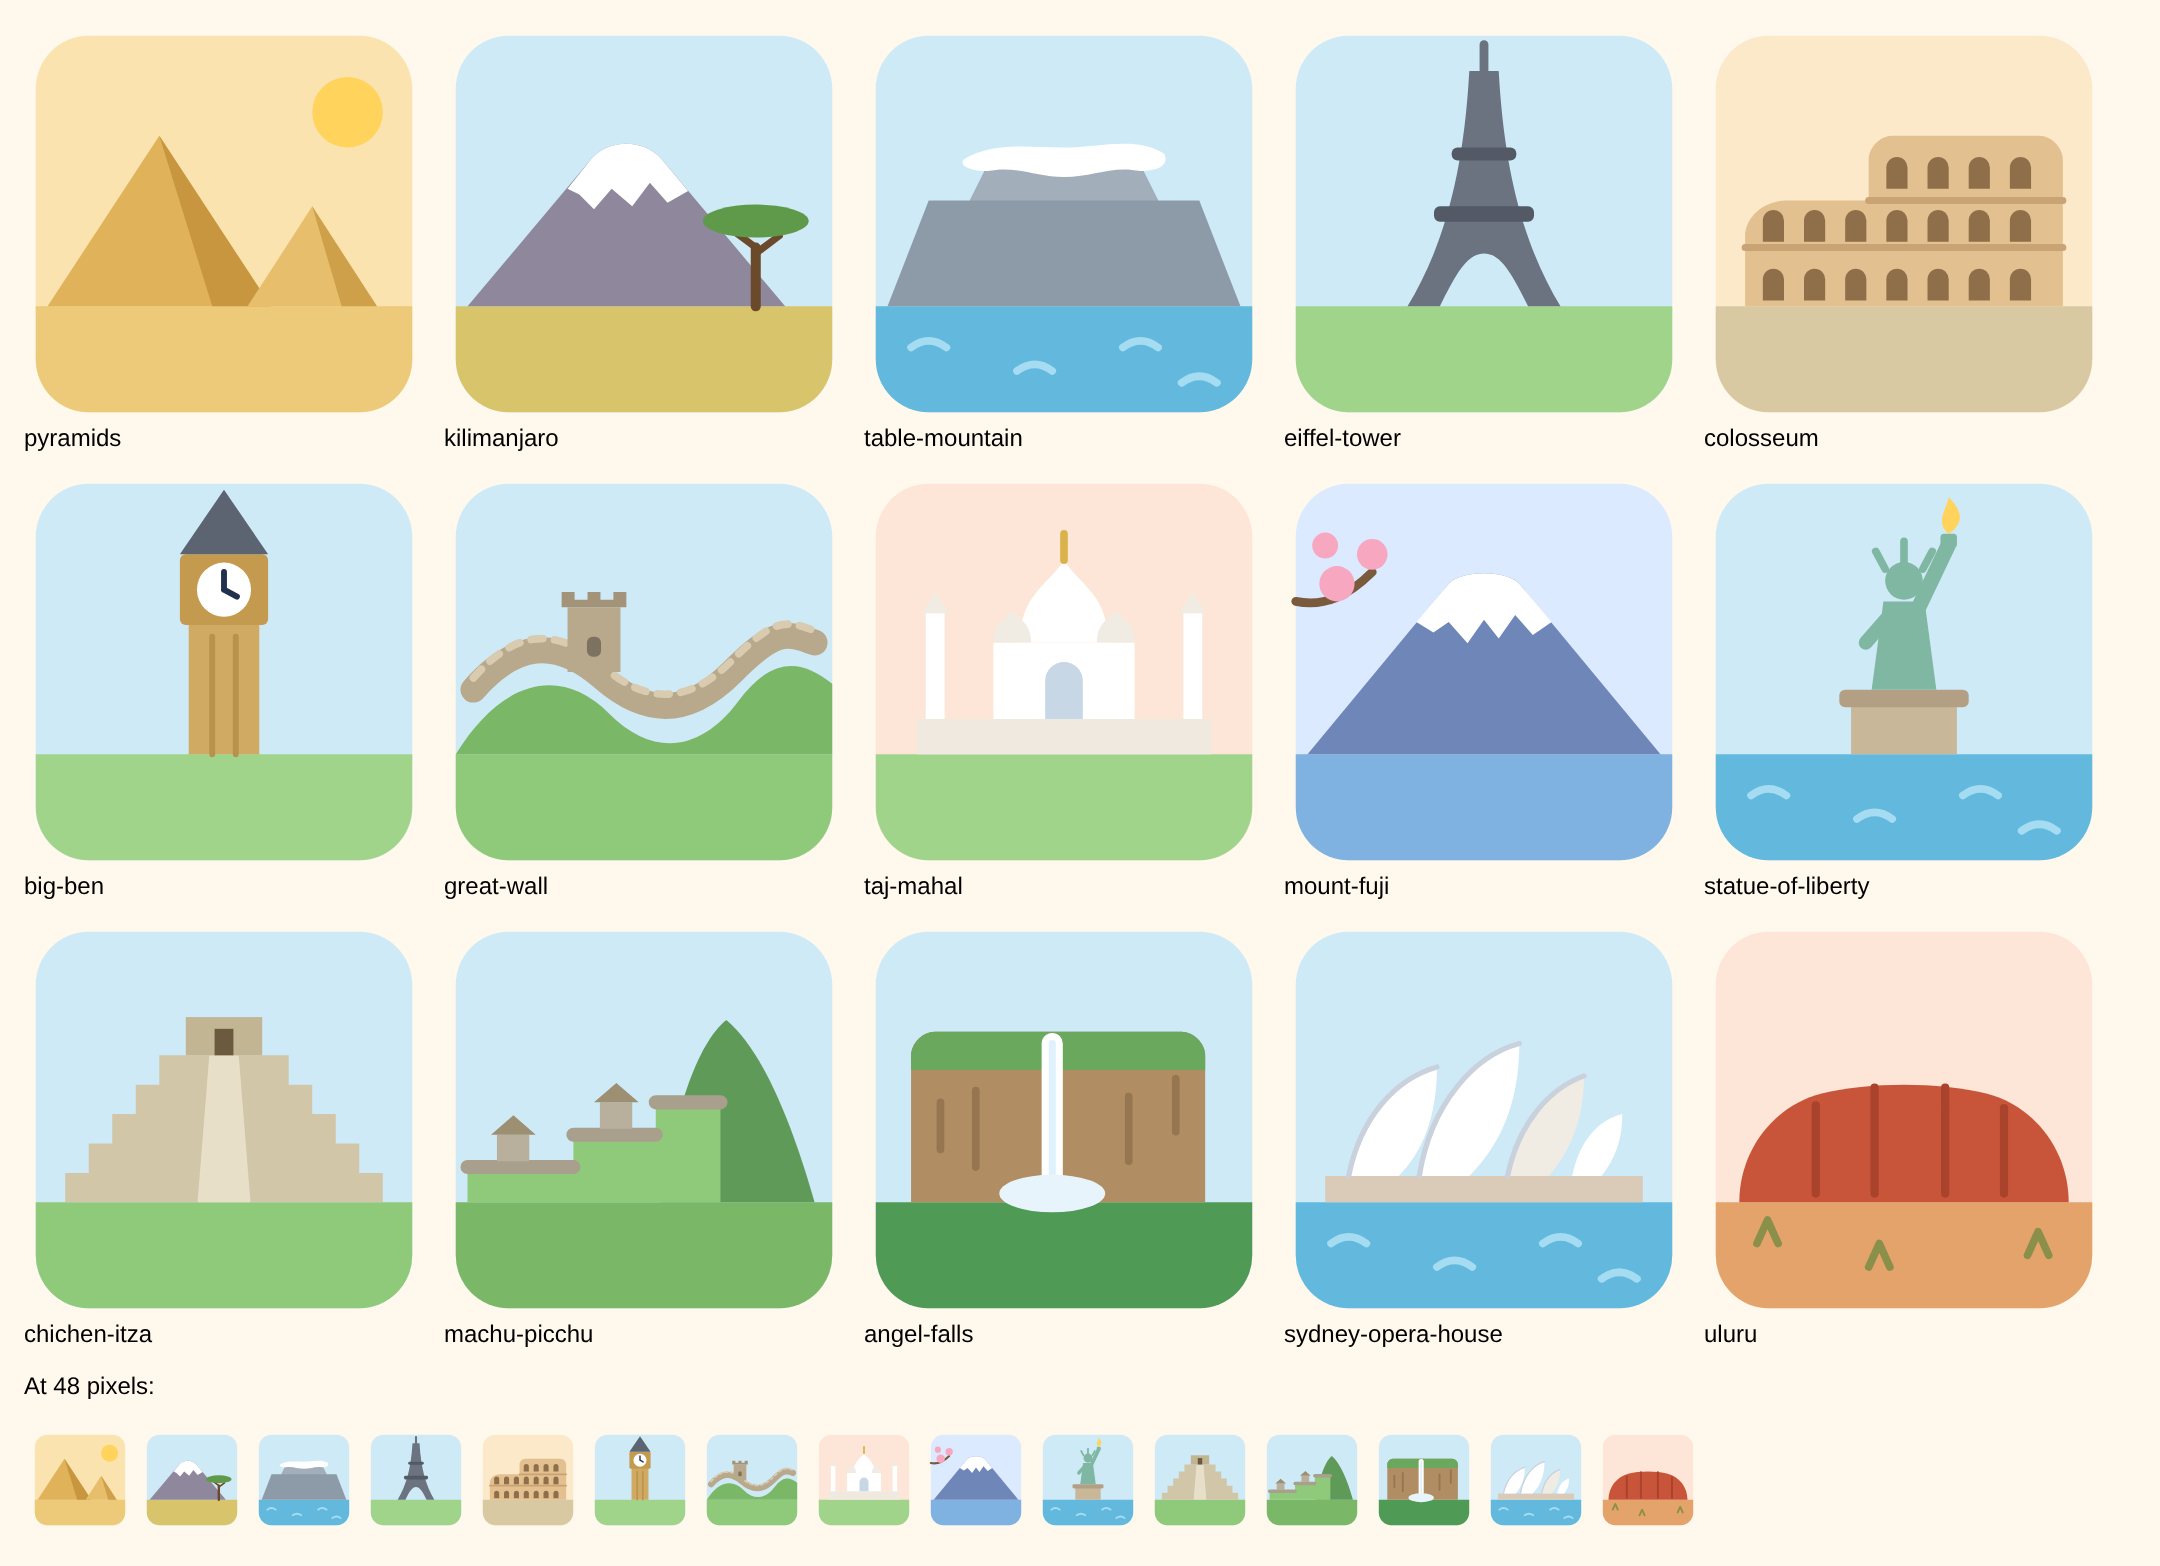 pyramids
kilimanjaro
table-mountain
eiffel-tower
colosseum
big-ben
great-wall
taj-mahal
mount-fuji
statue-of-liberty
chichen-itza
machu-picchu
angel-falls
sydney-opera-house
uluru
At 48 pixels: